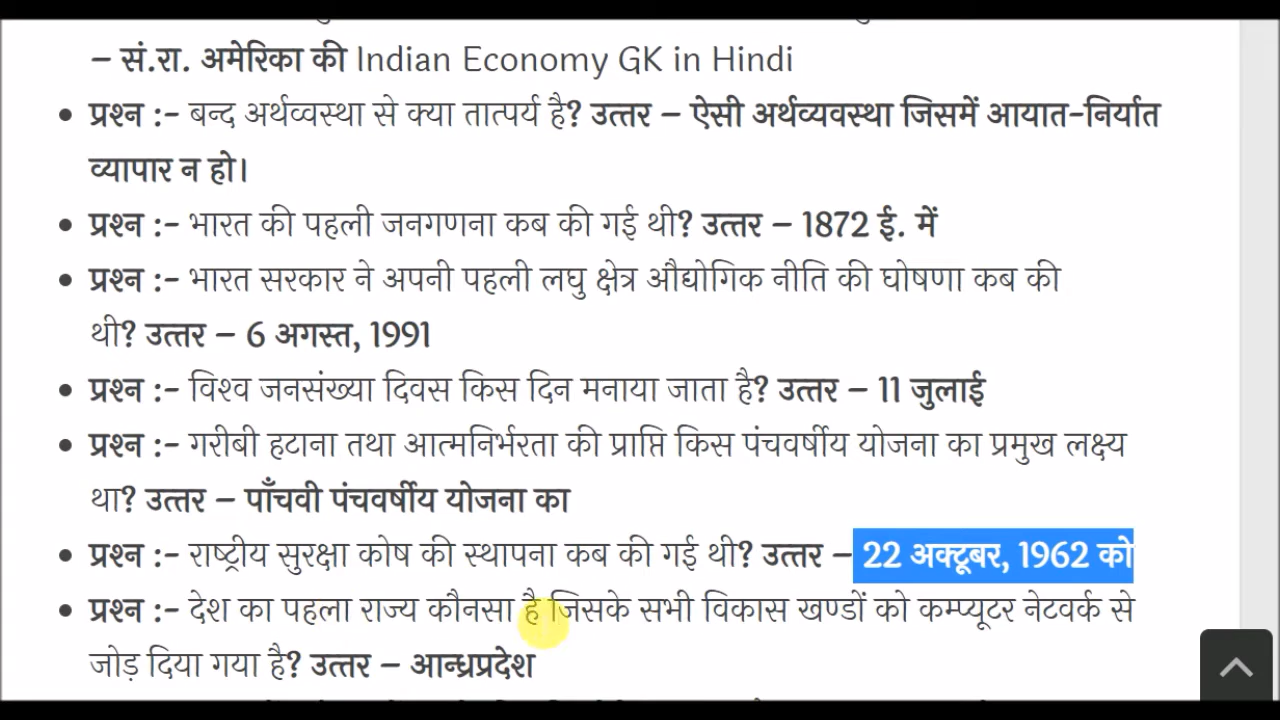 – सं.रा. अमेरिका की Indian Economy GK in Hindi
• प्रश्न :- बन्द अर्थव्वस्था से क्या तात्पर्य है? उत्तर – ऐसी अर्थव्यवस्था जिसमें आयात-निर्यात
व्यापार न हो।
• प्रश्न :- भारत की पहली जनगणना कब की गई थी? उत्तर – 1872 ई. में
• प्रश्न :- भारत सरकार ने अपनी पहली लघु क्षेत्र औद्योगिक नीति की घोषणा कब की
थी? उत्तर – 6 अगस्त, 1991
• प्रश्न :- विश्व जनसंख्या दिवस किस दिन मनाया जाता है? उत्तर – 11 जुलाई
• प्रश्न :- गरीबी हटाना तथा आत्मनिर्भरता की प्राप्ति किस पंचवर्षीय योजना का प्रमुख लक्ष्य
था? उत्तर – पाँचवी पंचवर्षीय योजना का
• प्रश्न :- राष्ट्रीय सुरक्षा कोष की स्थापना कब की गई थी? उत्तर – 22 अक्टूबर, 1962 को
• प्रश्न :- देश का पहला राज्य कौनसा है जिसके सभी विकास खण्डों को कम्प्यूटर नेटवर्क से
जोड़ दिया गया है? उत्तर – आन्ध्रप्रदेश